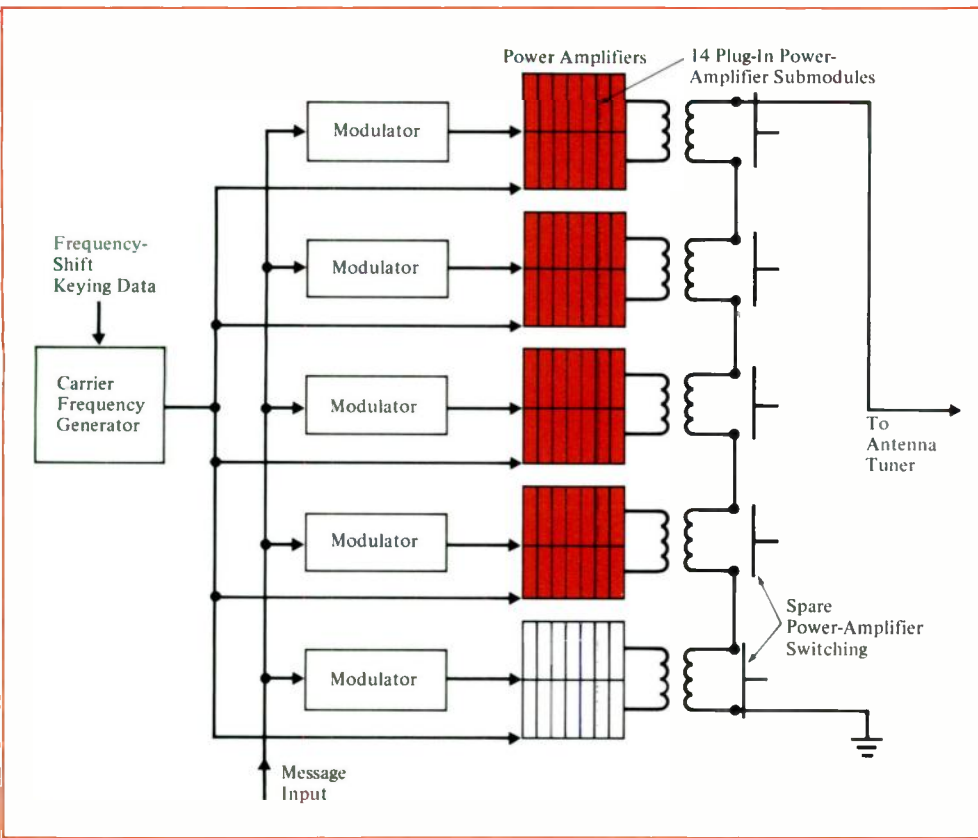 Power Amplifiers
14 Plug-In Power-
Amplifier Submodules
Modulator
Frequency-
Shift
Keying Data
Modulator
Carrier
Frequency
Generator
Modulator
To
Antenna
Tuner
Modulator
Spare
Power-Amplifier
Switching
Modulator
Message
Input